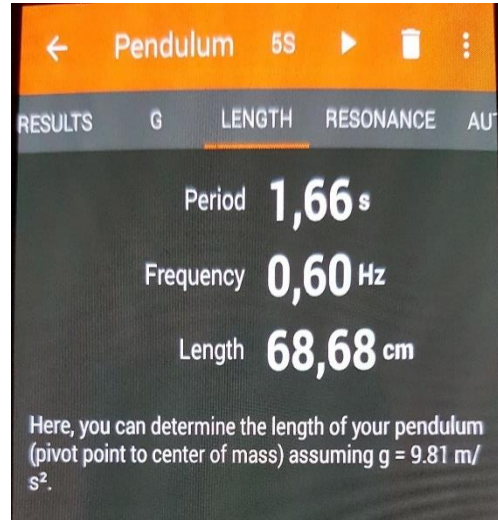 Pendulum 5S
RESULTS G LENGTH RESONANCE AUT
Period 1,66 s
Frequency 0,60 Hz
Length 68,68 cm
Here, you can determine the length of your pendulum
(pivot point to center of mass) assuming g = 9.81 m/
s².